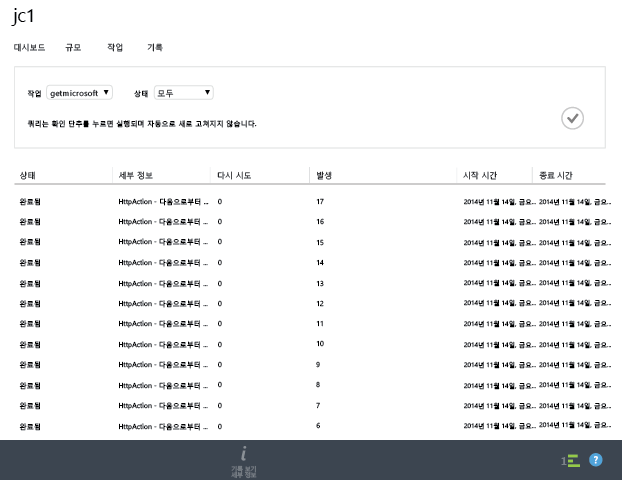 jc1
대시보드 규모 작업 기록
작업 getmicrosoft 상태 모두
쿼리는 확인 단추를 누르면 실행되며 자동으로 새로 고쳐지지 않습니다.
상태 세부 정보 다시 시도 발생 시작 시간 종료 시간
완료됨 HttpAction - 다음으로부터 ... 0 17 2014년 11월 14일, 금요... 2014년 11월 14일, 금요...
완료됨 HttpAction - 다음으로부터 ... 0 16 2014년 11월 14일, 금요... 2014년 11월 14일, 금요...
완료됨 HttpAction - 다음으로부터 ... 0 15 2014년 11월 14일, 금요... 2014년 11월 14일, 금요...
완료됨 HttpAction - 다음으로부터 ... 0 14 2014년 11월 14일, 금요... 2014년 11월 14일, 금요...
완료됨 HttpAction - 다음으로부터 ... 0 13 2014년 11월 14일, 금요... 2014년 11월 14일, 금요...
완료됨 HttpAction - 다음으로부터 ... 0 12 2014년 11월 14일, 금요... 2014년 11월 14일, 금요...
완료됨 HttpAction - 다음으로부터 ... 0 11 2014년 11월 14일, 금요... 2014년 11월 14일, 금요...
완료됨 HttpAction - 다음으로부터 ... 0 10 2014년 11월 14일, 금요... 2014년 11월 14일, 금요...
완료됨 HttpAction - 다음으로부터 ... 0 9 2014년 11월 14일, 금요... 2014년 11월 14일, 금요...
완료됨 HttpAction - 다음으로부터 ... 0 8 2014년 11월 14일, 금요... 2014년 11월 14일, 금요...
완료됨 HttpAction - 다음으로부터 ... 0 7 2014년 11월 14일, 금요... 2014년 11월 14일, 금요...
완료됨 HttpAction - 다음으로부터 ... 0 6 2014년 11월 14일, 금요... 2014년 11월 14일, 금요...
i 1 ?
기록 보기
세부 정보